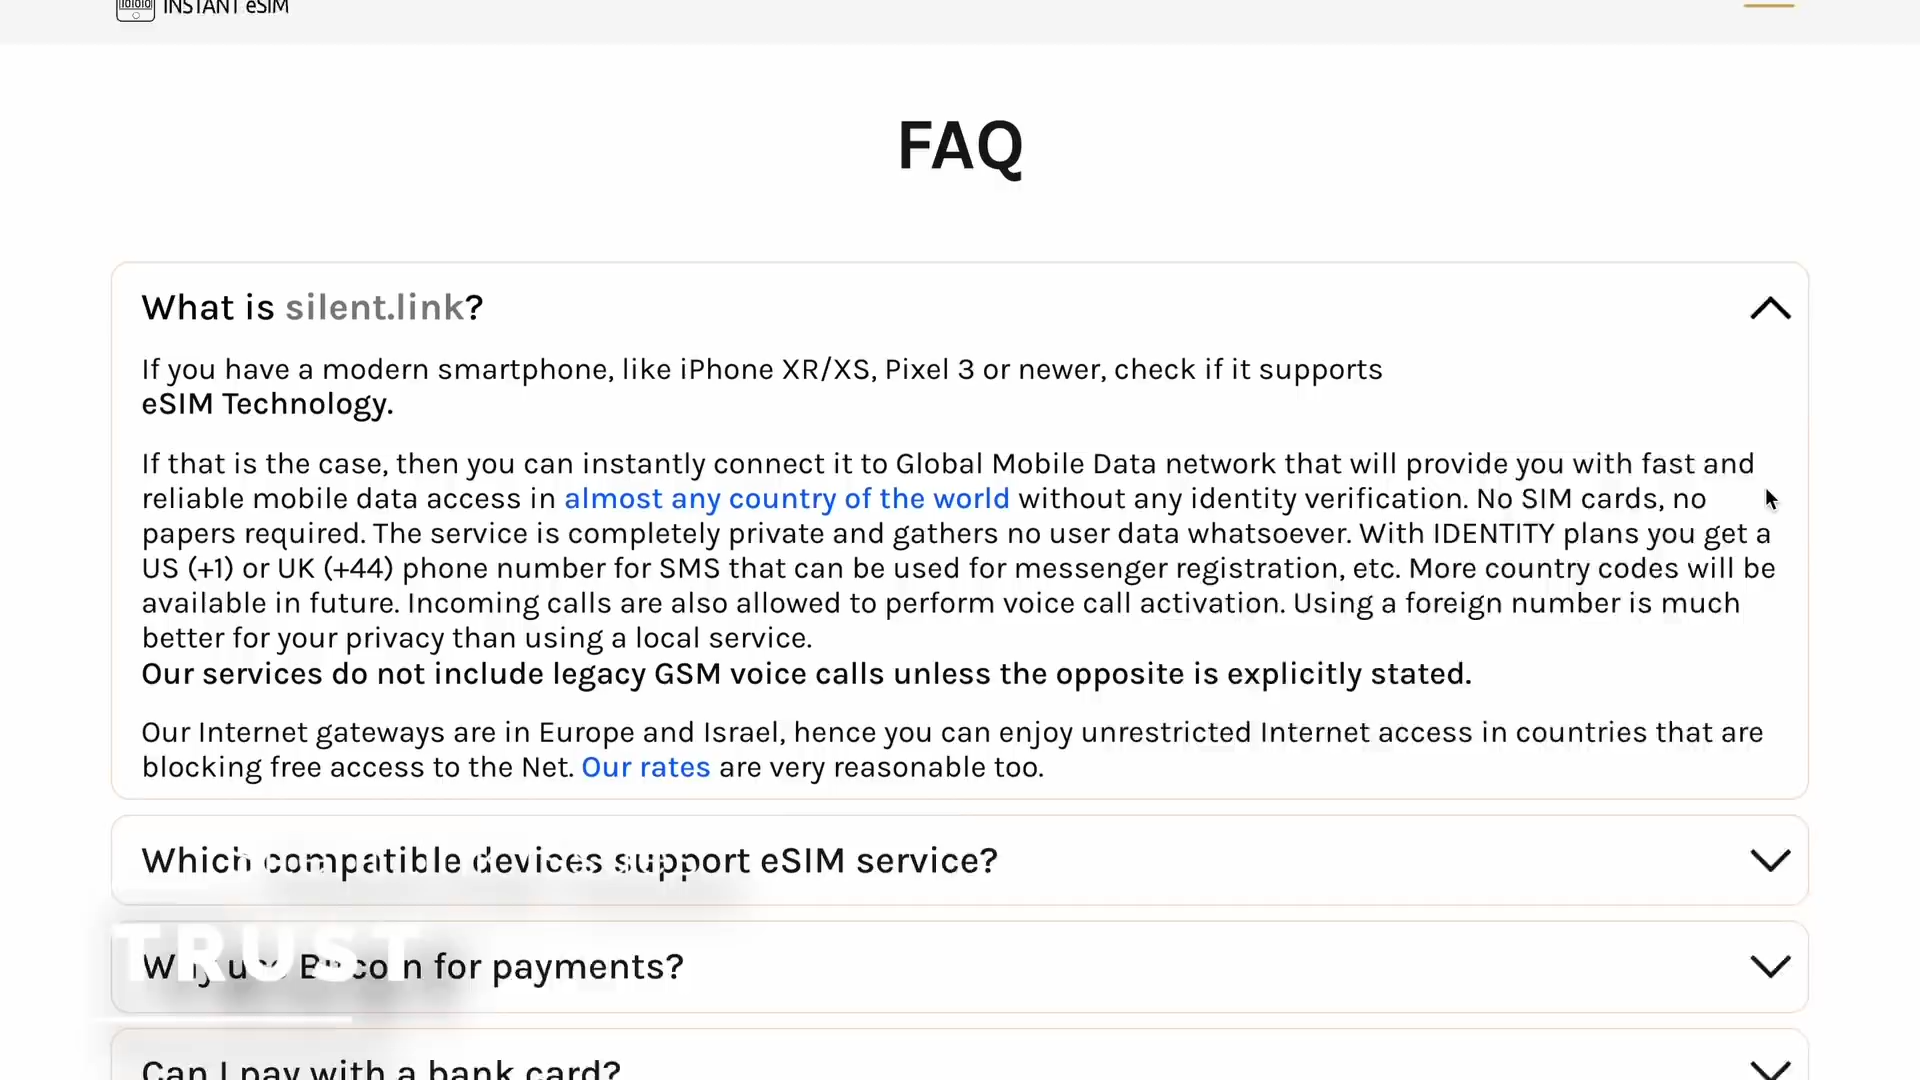 INSTANT eSIM
FAQ
What is silent.link?
If you have a modern smartphone, like iPhone XR/XS, Pixel 3 or newer, check if it supports
eSIM Technology.
If that is the case, then you can instantly connect it to Global Mobile Data network that will provide you with fast and
reliable mobile data access in almost any country of the world without any identity verification. No SIM cards, no
papers required. The service is completely private and gathers no user data whatsoever. With IDENTITY plans you get a
US (+1) or UK (+44) phone number for SMS that can be used for messenger registration, etc. More country codes will be
available in future. Incoming calls are also allowed to perform voice call activation. Using a foreign number is much
better for your privacy than using a local service.
Our services do not include legacy GSM voice calls unless the opposite is explicitly stated.
Our Internet gateways are in Europe and Israel, hence you can enjoy unrestricted Internet access in countries that are
blocking free access to the Net. Our rates are very reasonable too.
Which compatible devices support eSIM service?
TRUST
Why use Bitcoin for payments?
Can I pay with a bank card?